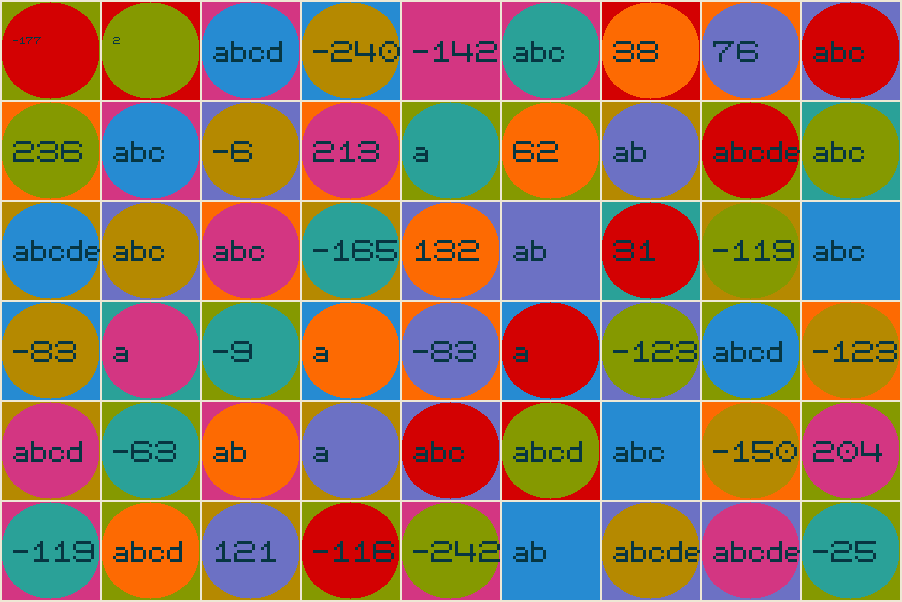 2 abcd -240 -142 abc 38 76 abc
236 abc -6 213 a 62 ab abcde abc
abcde abc abc -165 132 ab 31 -119 abc
-83 a -9 a -83 a -123 abcd -123
abcd -63 ab a abc abcd abc -150 204
-119 abcd 121 -116 -242 ab abcde abcde -25